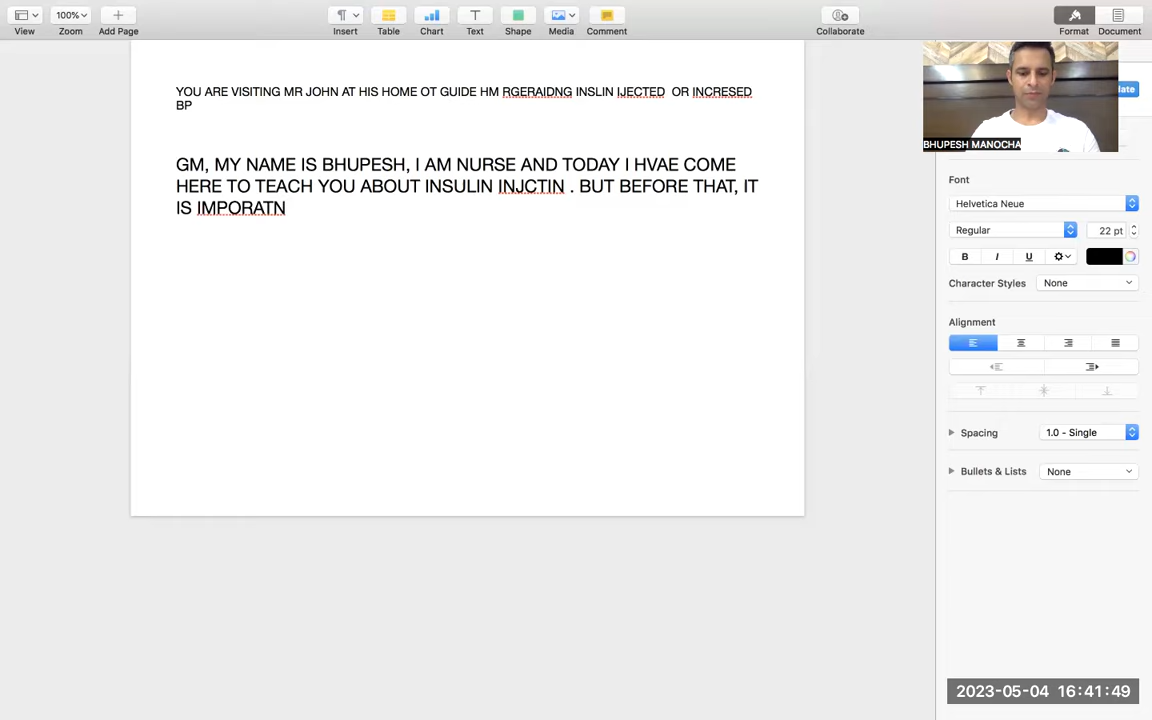 100%
View
Zoom
Add Page
Insert
Table
Chart
Text
Shape
Media
Comment
Collaborate
Format
Document
YOU ARE VISITING MR JOHN AT HIS HOME OT GUIDE HM RGERAIDNG INSLIN IJECTED OR INCRESED
BP
GM, MY NAME IS BHUPESH, I AM NURSE AND TODAY I HVAE COME
HERE TO TEACH YOU ABOUT INSULIN INJCTIN . BUT BEFORE THAT, IT
IS IMPORATN
BHUPESH MANOCHA
Font
Helvetica Neue
Regular
22 pt
B I U
Character Styles
None
Alignment
Spacing
1.0 - Single
Bullets & Lists
None
2023-05-04 16:41:49